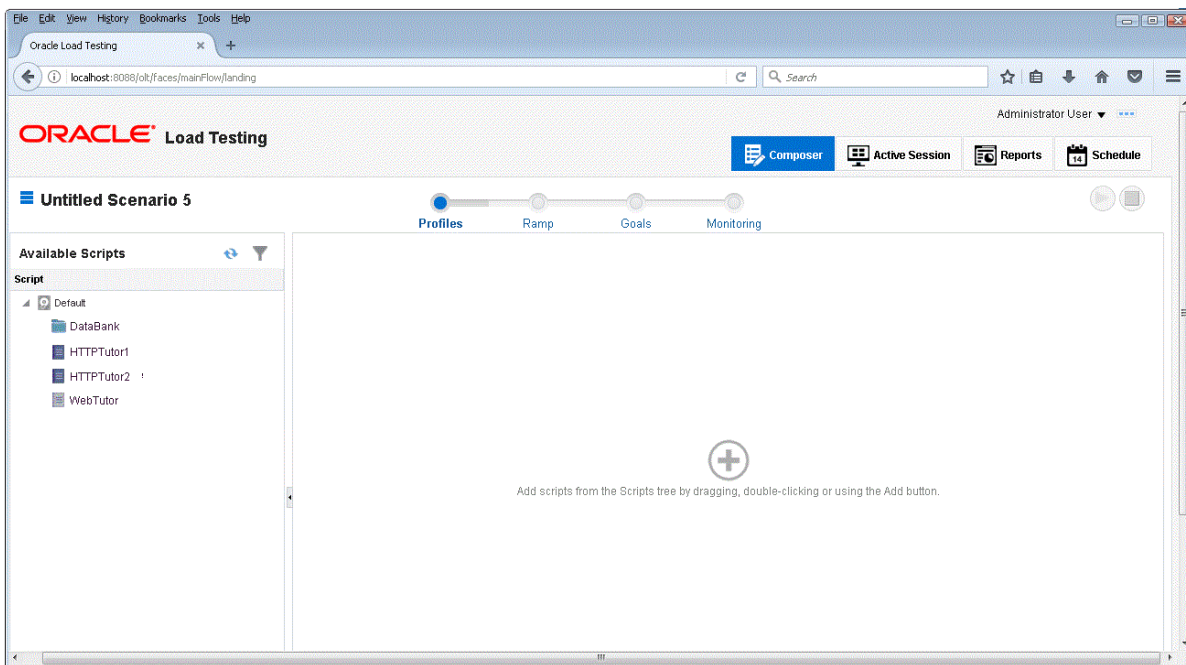 File Edit View History Bookmarks Tools Help
Oracle Load Testing
localhost:8088/olt/faces/mainFlow/landing
Search
Administrator User
ORACLE Load Testing
Composer
Active Session
Reports
14 Schedule
Untitled Scenario 5
Profiles
Ramp
Goals
Monitoring
Available Scripts
Script
Default
DataBank
HTTPTutor1
HTTPTutor2
WebTutor
Add scripts from the Scripts tree by dragging, double-clicking or using the Add button.